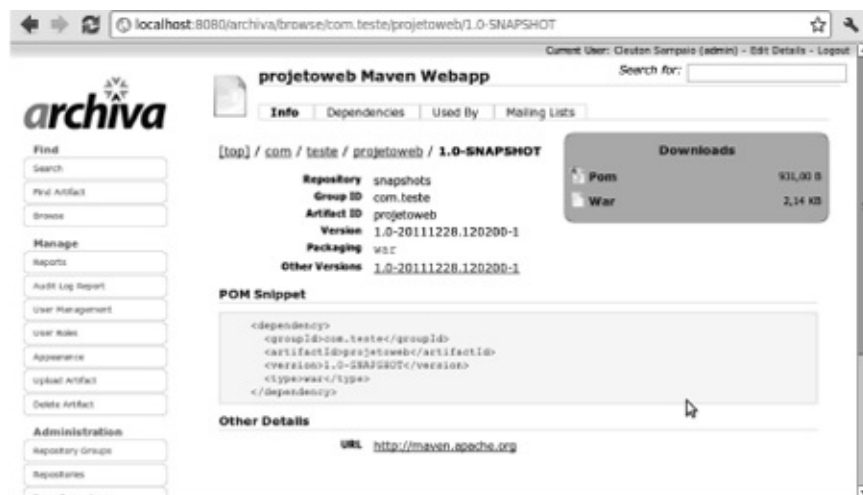 localhost:8080/archiva/browse/com.teste/projetoweb/1.0-SNAPSHOT
Current User: Cleuton Sampaio (admin) - Edit Details - Logout
archiva
projetoweb Maven Webapp
Search for:
Info Dependencies Used By Mailing Lists
Find
Search
Find Artifact
Browse
Manage
Reports
Audit Log Report
User Management
User Roles
Appearance
Upload Artifact
Delete Artifact
Administration
Repository Groups
Repositories
[top] / com / teste / projetoweb / 1.0-SNAPSHOT
Repository snapshots
Group ID com.teste
Artifact ID projetoweb
Version 1.0-20111228.120200-1
Packaging war
Other Versions 1.0-20111228.120200-1
Downloads
Pom 931,00 B
War 2,14 KB
POM Snippet
<dependency>
<groupId>com.teste</groupId>
<artifactId>projetoweb</artifactId>
<version>1.0-SNAPSHOT</version>
<type>war</type>
</dependency>
Other Details
URL http://maven.apache.org